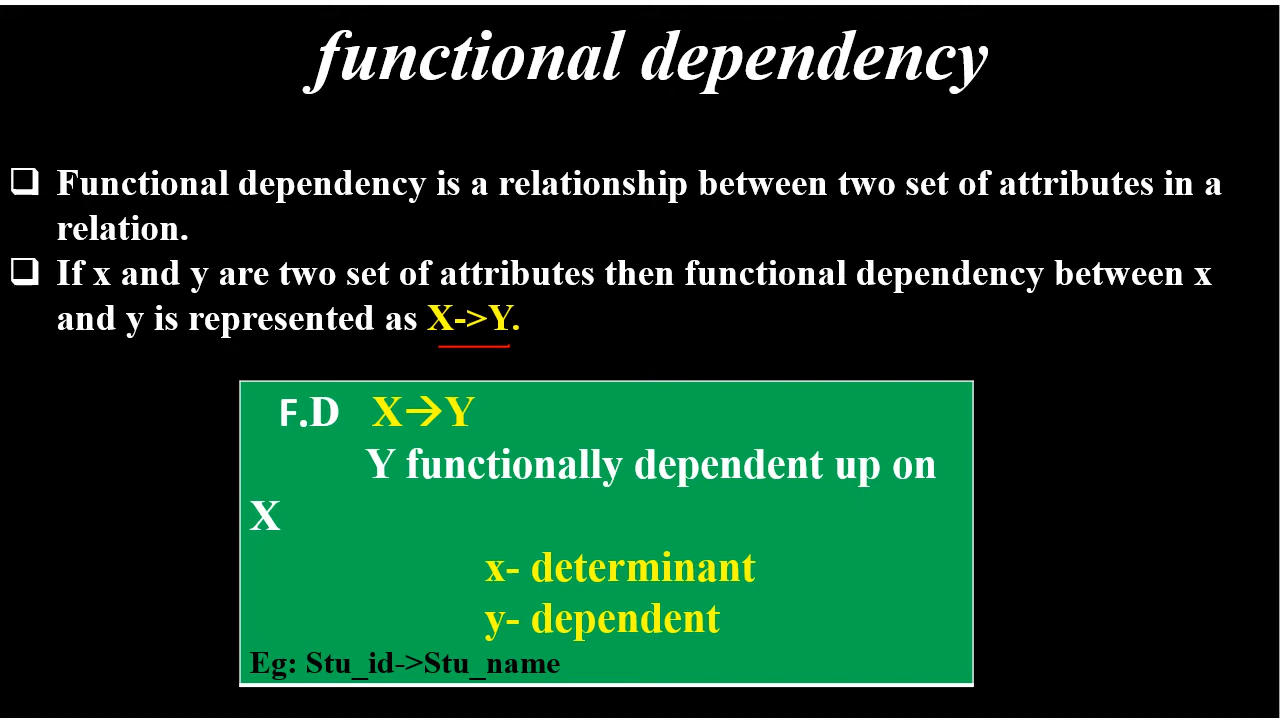 functional dependency
❑ Functional dependency is a relationship between two set of attributes in a
relation.
❑ If x and y are two set of attributes then functional dependency between x
and y is represented as X->Y.
F.D X→Y
Y functionally dependent up on
X
x- determinant
y- dependent
Eg: Stu_id->Stu_name